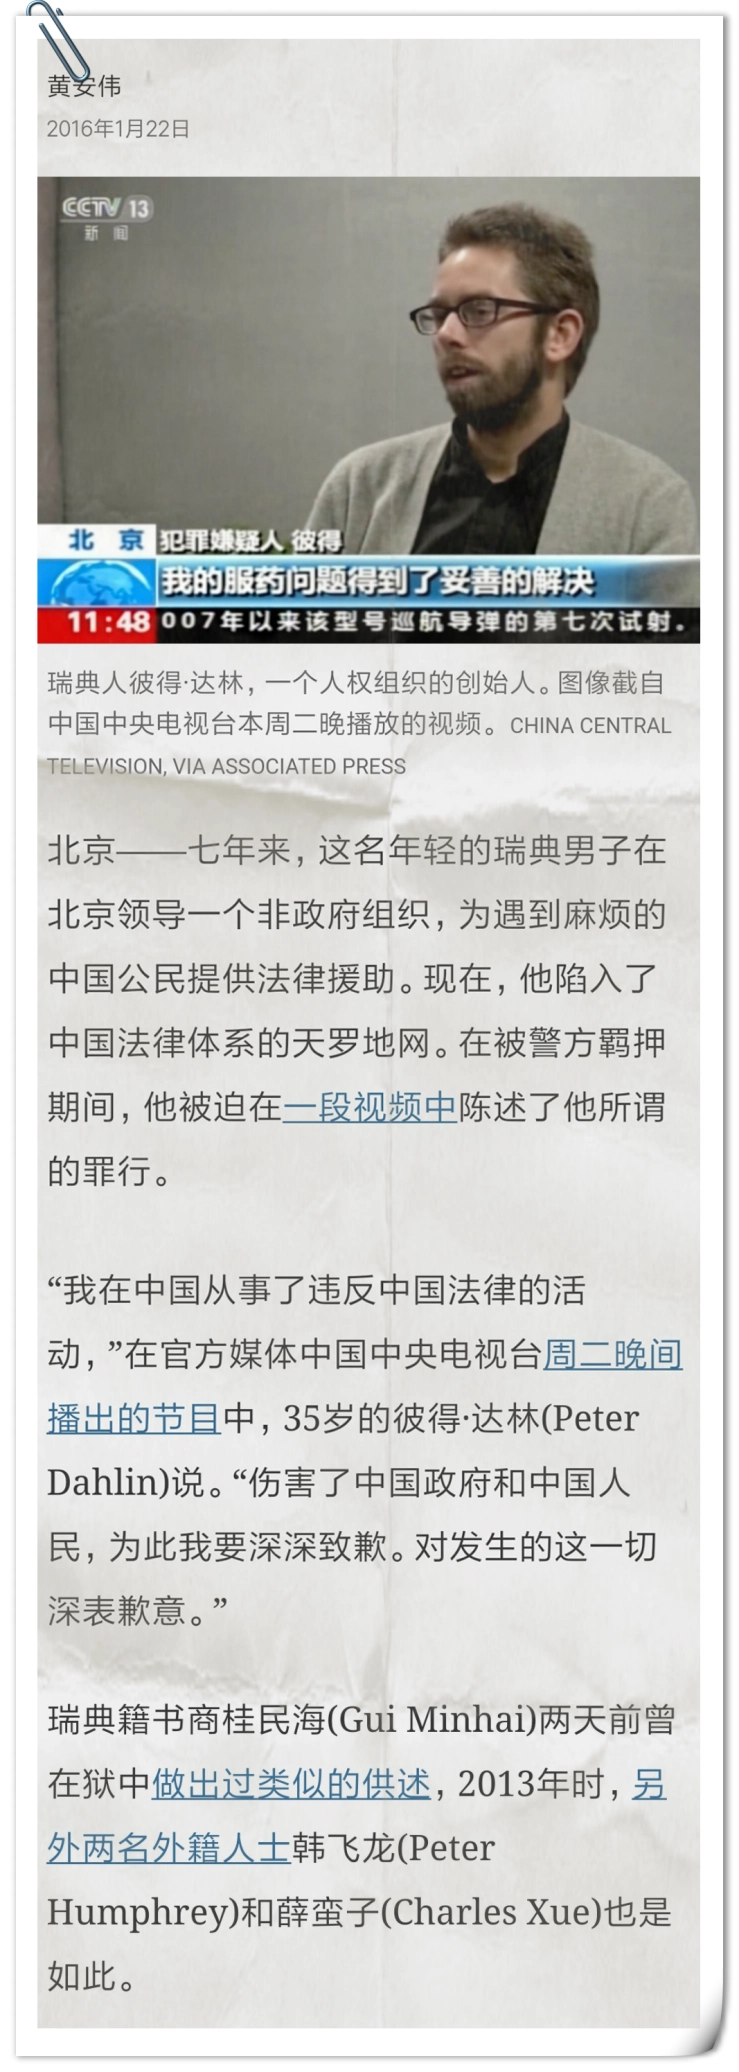 黄安伟
2016年1月22日
CCTV 13
新 闻
北 京 犯罪嫌疑人 彼得
我的服药问题得到了妥善的解决
11:48 007年以来该型号巡航导弹的第七次试射。
瑞典人彼得·达林，一个人权组织的创始人。图像截自
中国中央电视台本周二晚播放的视频。CHINA CENTRAL
TELEVISION, VIA ASSOCIATED PRESS
北京——七年来，这名年轻的瑞典男子在
北京领导一个非政府组织，为遇到麻烦的
中国公民提供法律援助。现在，他陷入了
中国法律体系的天罗地网。在被警方羁押
期间，他被迫在一段视频中陈述了他所谓
的罪行。
“我在中国从事了违反中国法律的活
动，”在官方媒体中国中央电视台周二晚间
播出的节目中，35岁的彼得·达林(Peter
Dahlin)说。“伤害了中国政府和中国人
民，为此我要深深致歉。对发生的这一切
深表歉意。”
瑞典籍书商桂民海(Gui Minhai)两天前曾
在狱中做出过类似的供述，2013年时，另
外两名外籍人士韩飞龙(Peter
Humphrey)和薛蛮子(Charles Xue)也是
如此。